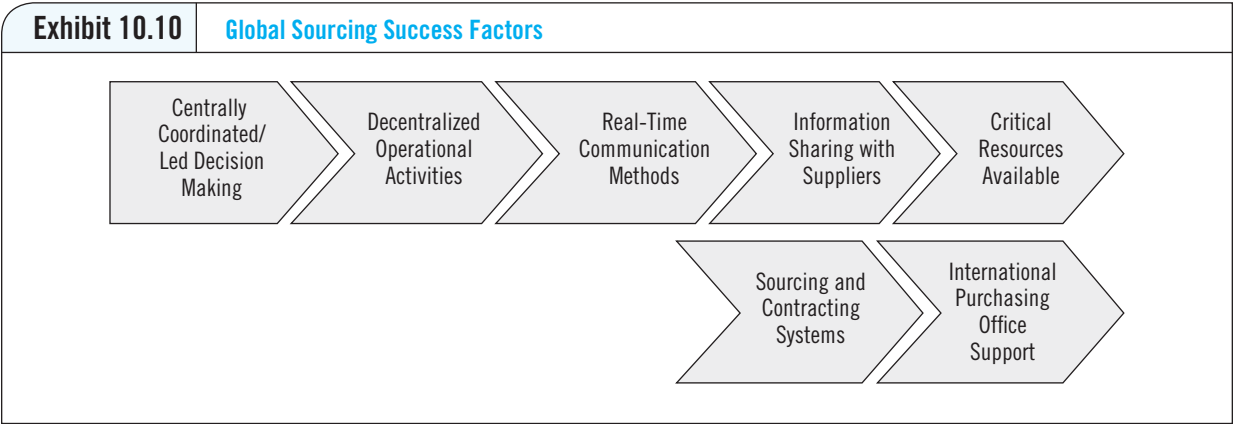 Exhibit 10.10
Global Sourcing Success Factors
Centrally
Coordinated/
Led Decision
Making
Decentralized
Operational
Activities
Real-Time
Communication
Methods
Information
Sharing with
Suppliers
Critical
Resources
Available
Sourcing and
Contracting
Systems
International
Purchasing
Office
Support